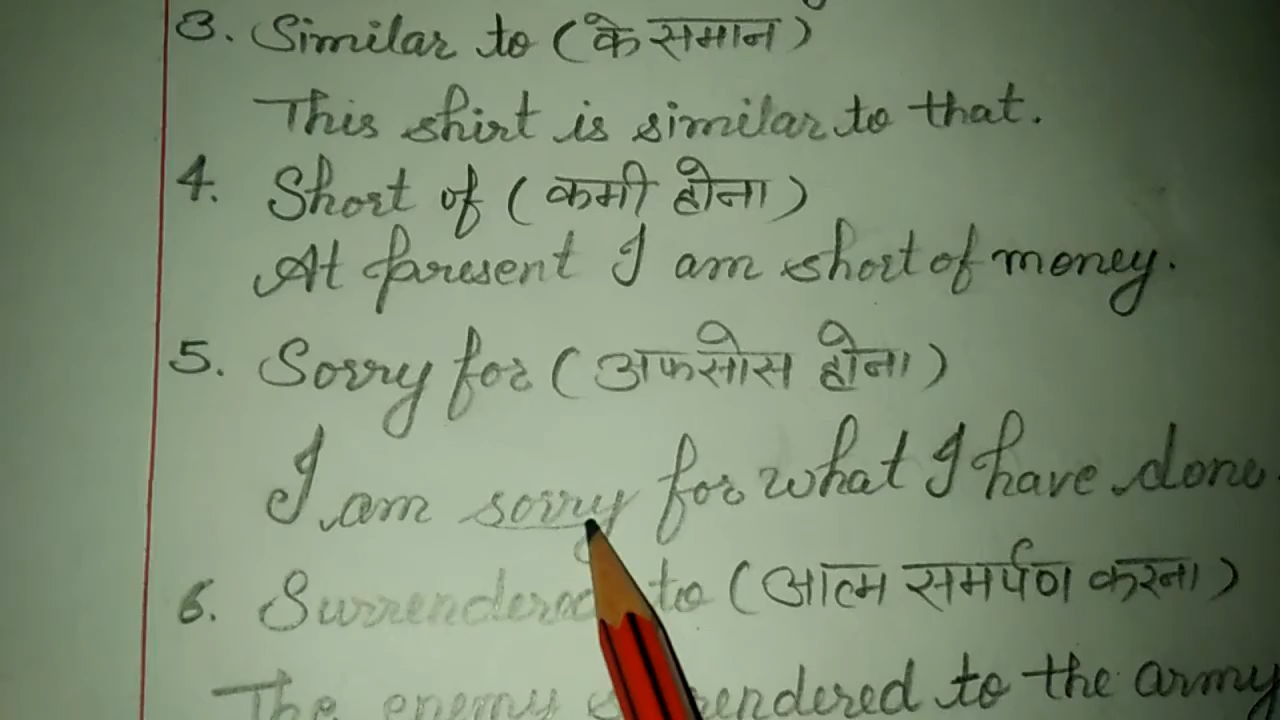 3. Similar to (के समान)
This shirt is similar to that.
4. Short of (कमी होना)
At present I am short of money.
5. Sorry for (अफसोस होना)
I am sorry for what I have done.
6. Surrendered to (आत्म समर्पण करना)
The enemy surrendered to the army